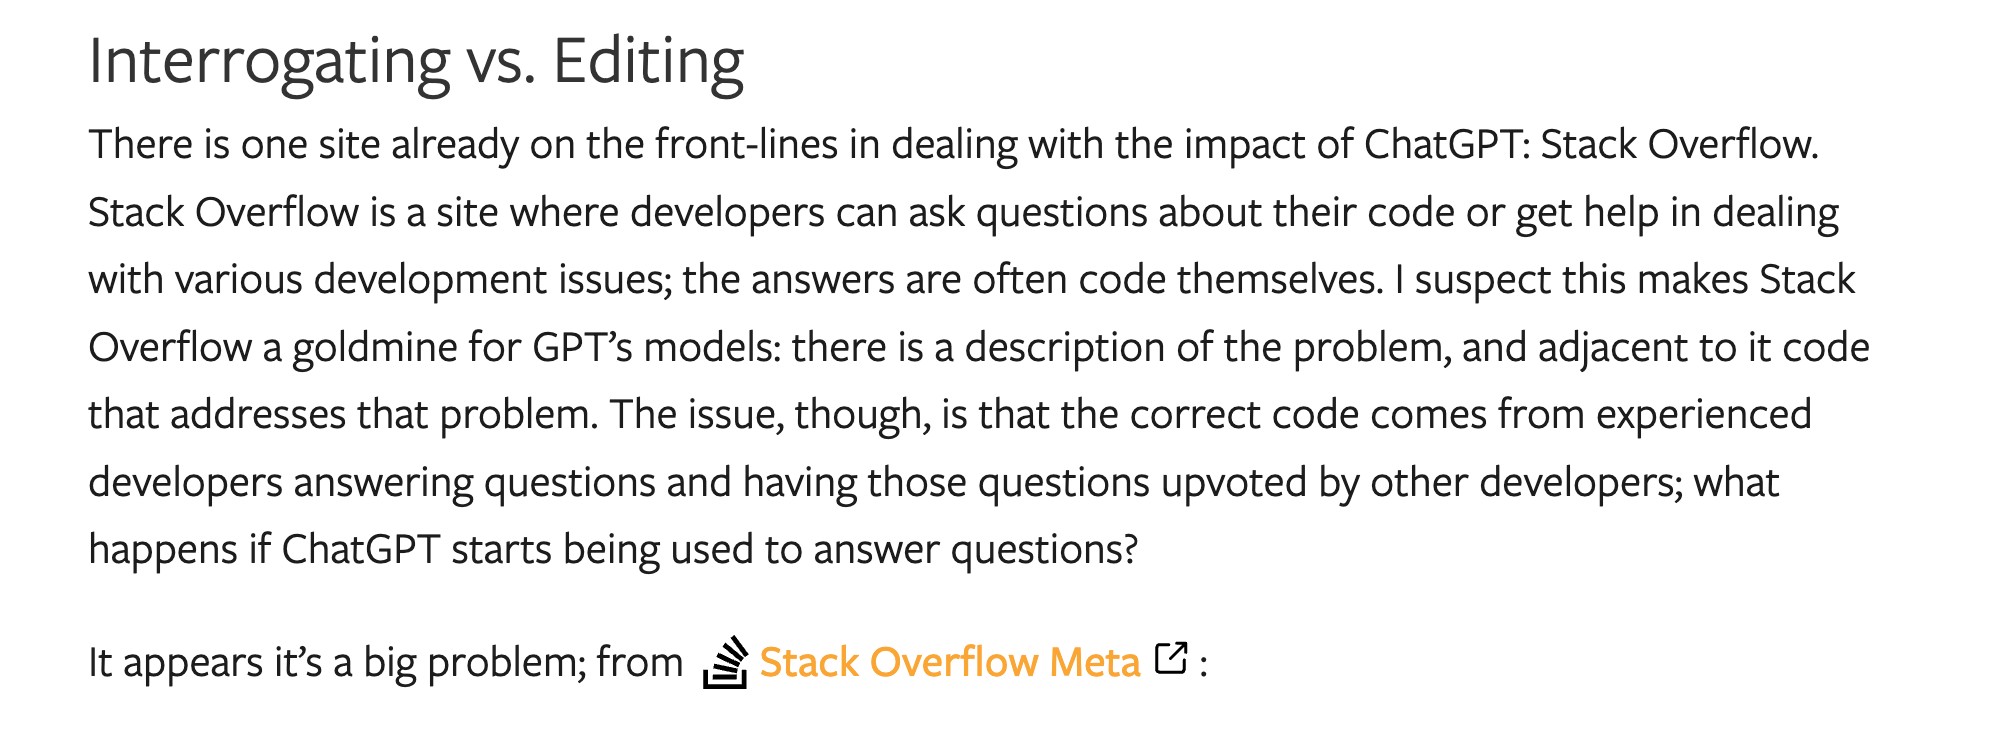 Interrogating vs. Editing
There is one site already on the front-lines in dealing with the impact of ChatGPT: Stack Overflow.
Stack Overflow is a site where developers can ask questions about their code or get help in dealing
with various development issues; the answers are often code themselves. I suspect this makes Stack
Overflow a goldmine for GPT’s models: there is a description of the problem, and adjacent to it code
that addresses that problem. The issue, though, is that the correct code comes from experienced
developers answering questions and having those questions upvoted by other developers; what
happens if ChatGPT starts being used to answer questions?
It appears it’s a big problem; from Stack Overflow Meta :